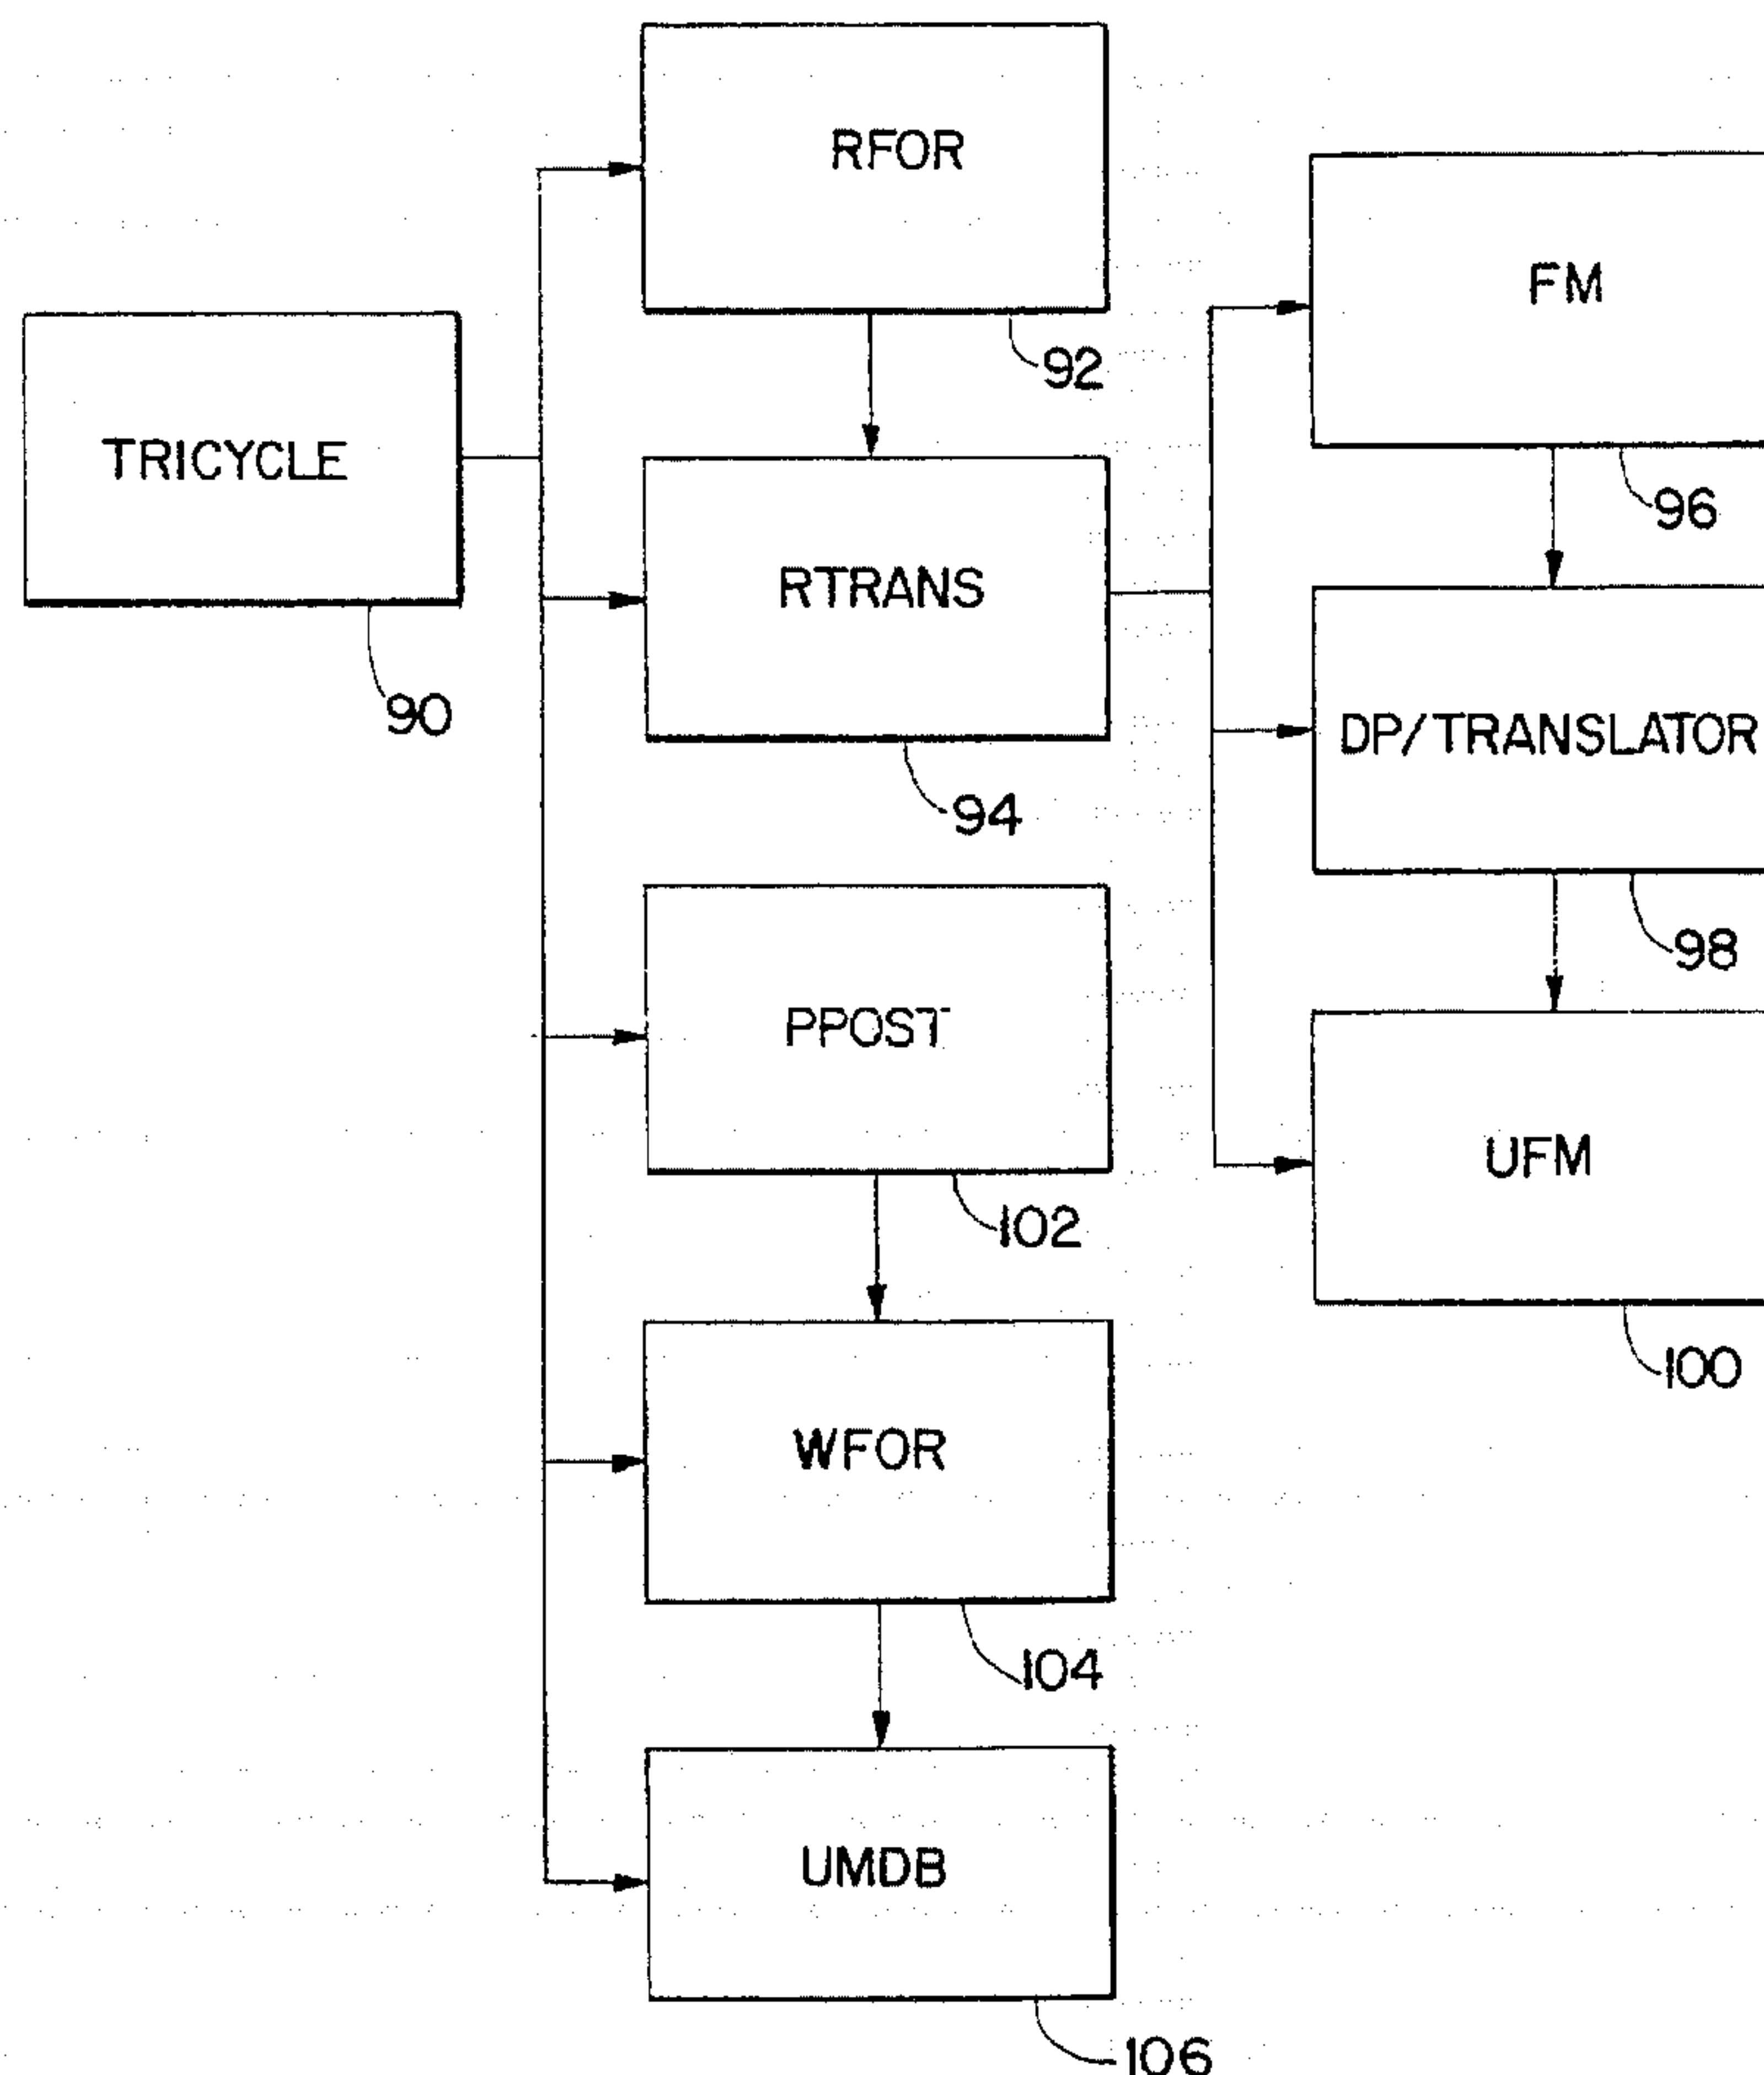 RFOR
92
FM
96
TRICYCLE
90
RTRANS
94
DP/TRANSLATOR
98
PPOST
102
UFM
100
WFOR
104
UMDB
106